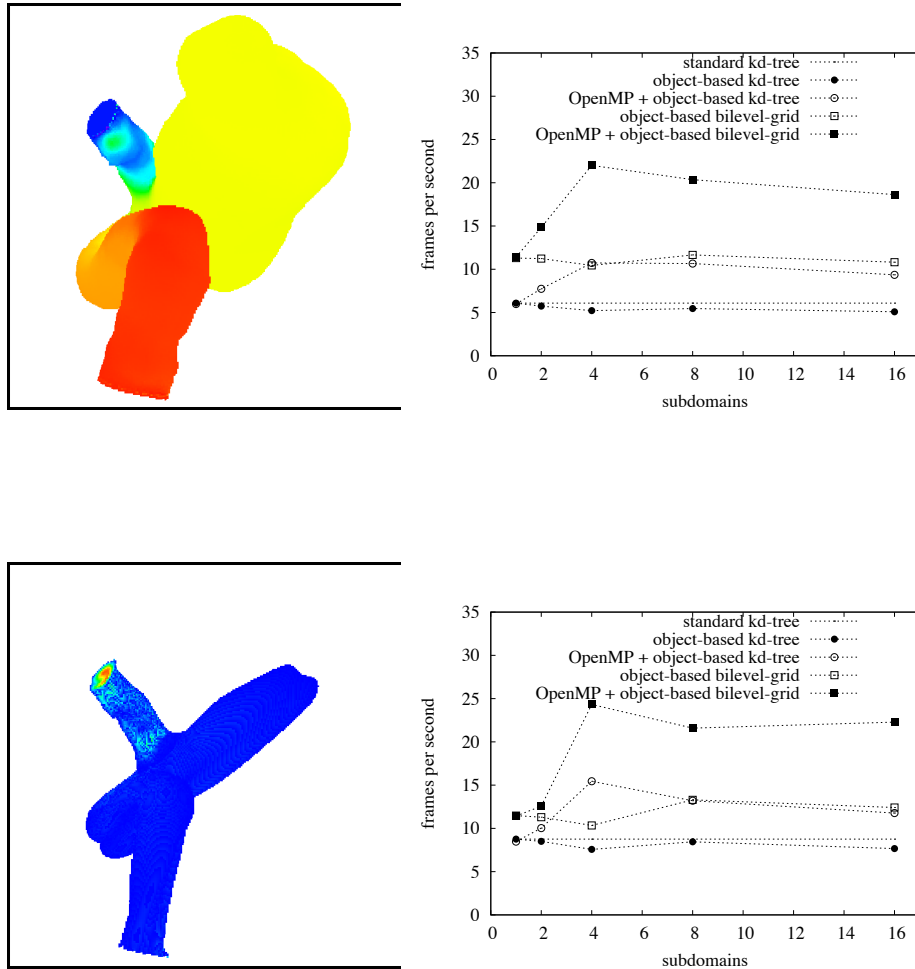 35
30
25
20
15
10
5
0
frames per second
standard kd-tree
object-based kd-tree
OpenMP + object-based kd-tree
object-based bilevel-grid
OpenMP + object-based bilevel-grid
0 2 4 6 8 10 12 14 16
subdomains
35
30
25
20
15
10
5
0
frames per second
standard kd-tree
object-based kd-tree
OpenMP + object-based kd-tree
object-based bilevel-grid
OpenMP + object-based bilevel-grid
0 2 4 6 8 10 12 14 16
subdomains